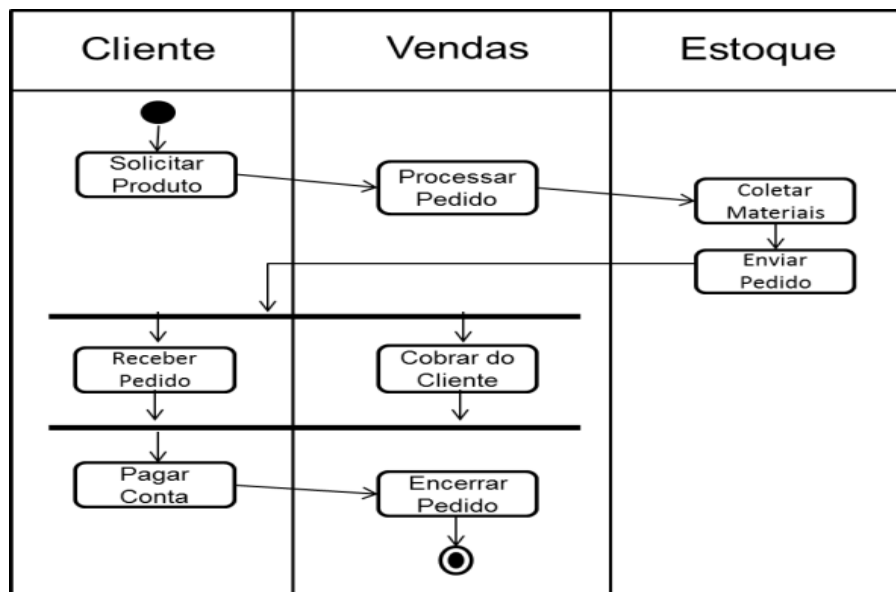 Cliente
Vendas
Estoque
Solicitar
Produto
Processar
Pedido
Coletar
Materiais
Enviar
Pedido
Receber
Pedido
Cobrar do
Cliente
Pagar
Conta
Encerrar
Pedido